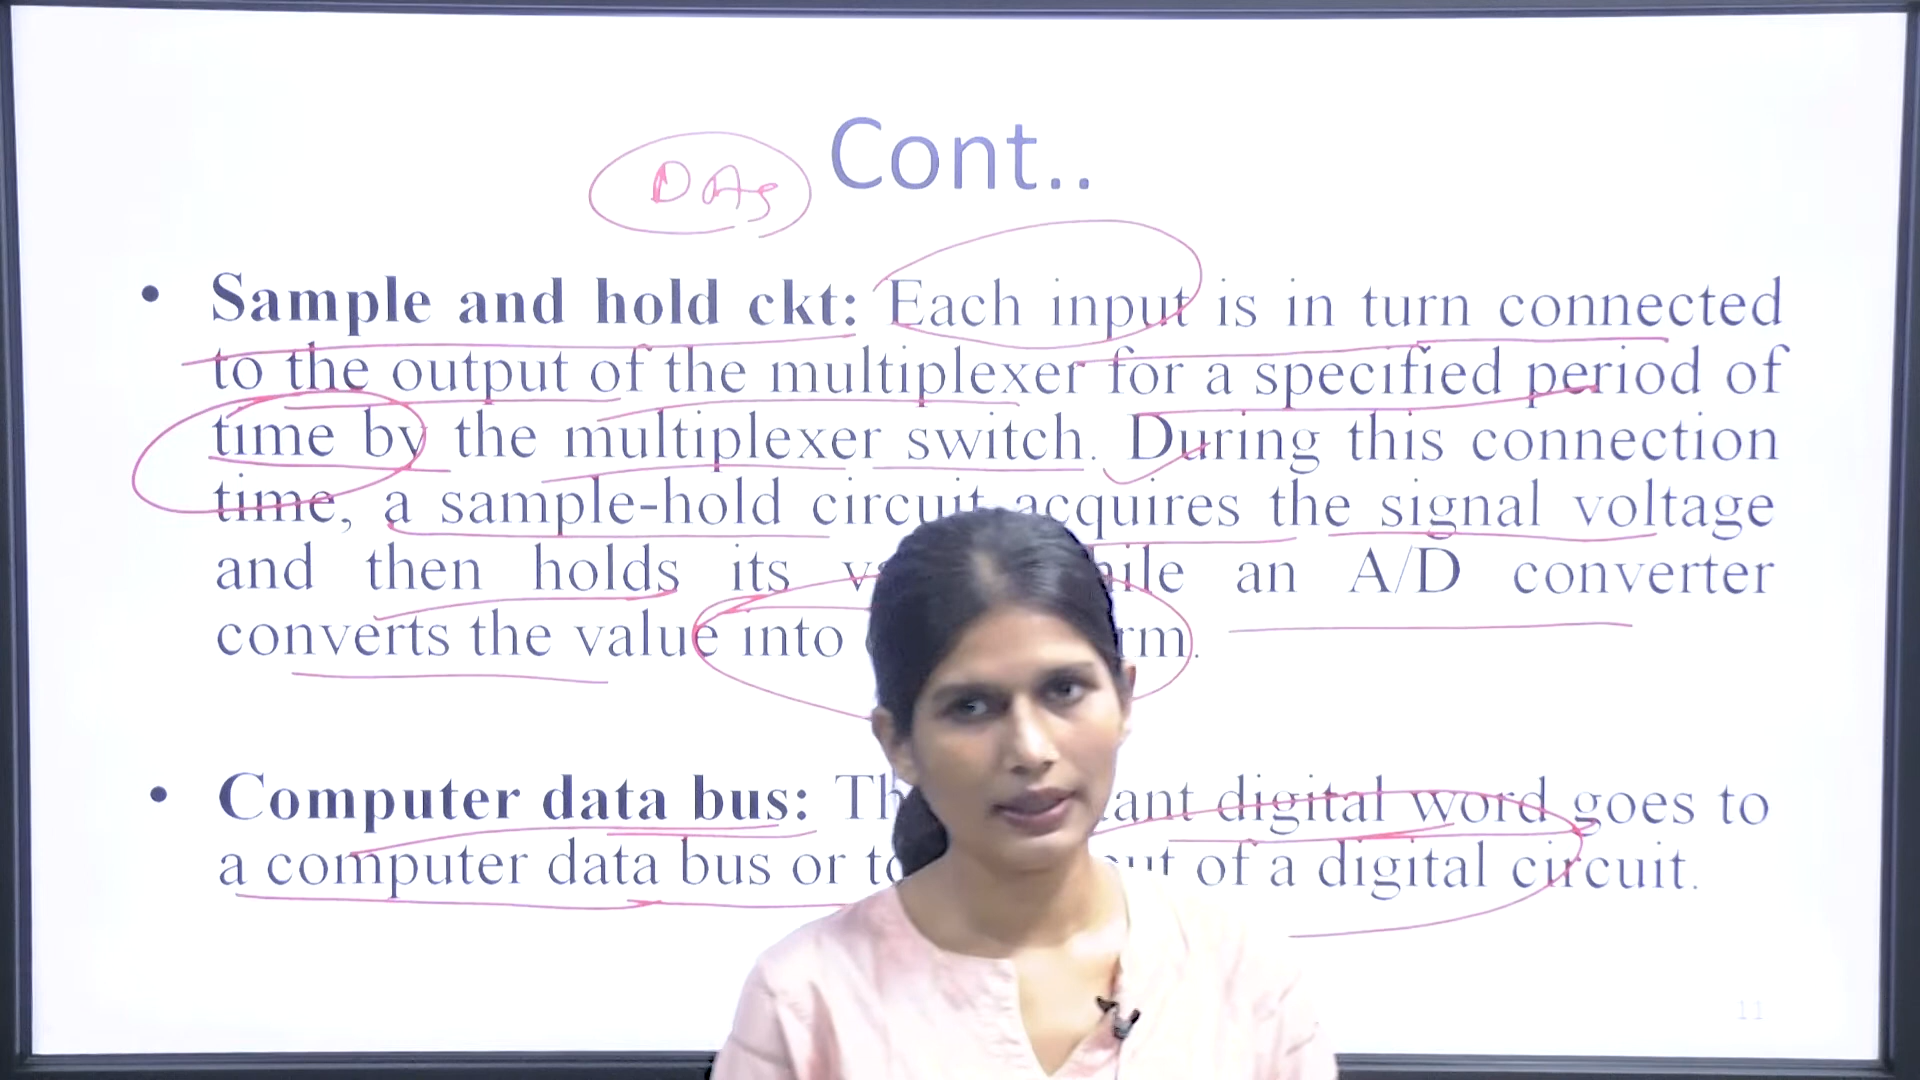 DAS
Cont..
• Sample and hold ckt: Each input is in turn connected
to the output of the multiplexer for a specified period of
time by the multiplexer switch. During this connection
time, a sample-hold circuit acquires the signal voltage
and then holds its an A/D converter
converts the value into
• Computer data bus: digital word goes to
a computer data bus or of a digital circuit.
11